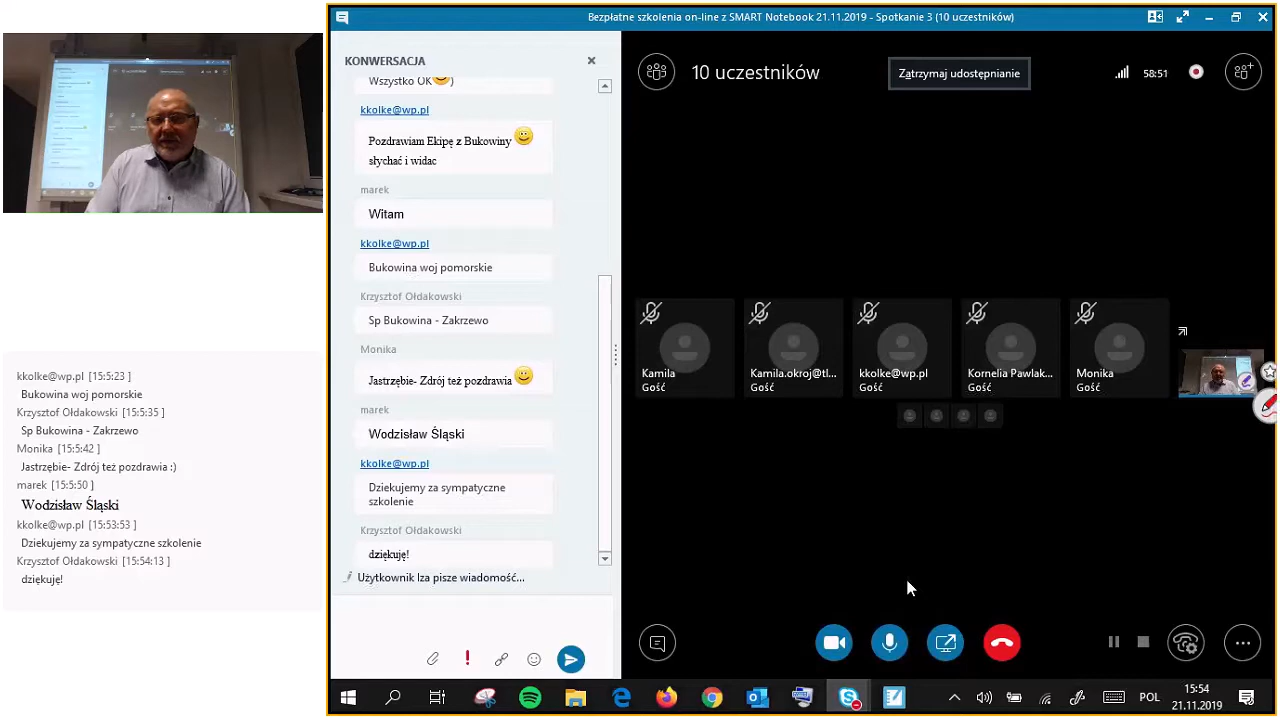 Bezpłatne szkolenia on-line z SMART Notebook 21.11.2019 - Spotkanie 3 (10 uczestników)
KONWERSACJA
Wszystko OK )
kkolke@wp.pl
Pozdrawiam Ekipę z Bukowiny
słychać i widac
marek
Witam
kkolke@wp.pl
Bukowina woj pomorskie
Krzysztof Ołdakowski
Sp Bukowina - Zakrzewo
Monika
Jastrzębie- Zdrój też pozdrawia
marek
Wodzisław Śląski
kkolke@wp.pl
Dziekujemy za sympatyczne
szkolenie
Krzysztof Ołdakowski
dziękuję!
Użytkownik Iza pisze wiadomość...
10 uczestników
Zatrzymaj udostępnianie
58:51
Kamila
Gość
Kamila.okroj@tl...
Gość
kkolke@wp.pl
Gość
Kornelia Pawlak...
Gość
Monika
Gość
kkolke@wp.pl [15:5:23 ]
Bukowina woj pomorskie
Krzysztof Ołdakowski [15:5:35 ]
Sp Bukowina - Zakrzewo
Monika [15:5:42 ]
Jastrzębie- Zdrój też pozdrawia :)
marek [15:5:50 ]
Wodzisław Śląski
kkolke@wp.pl [15:53:53 ]
Dziekujemy za sympatyczne szkolenie
Krzysztof Ołdakowski [15:54:13 ]
dziękuję!
POL
15:54
21.11.2019